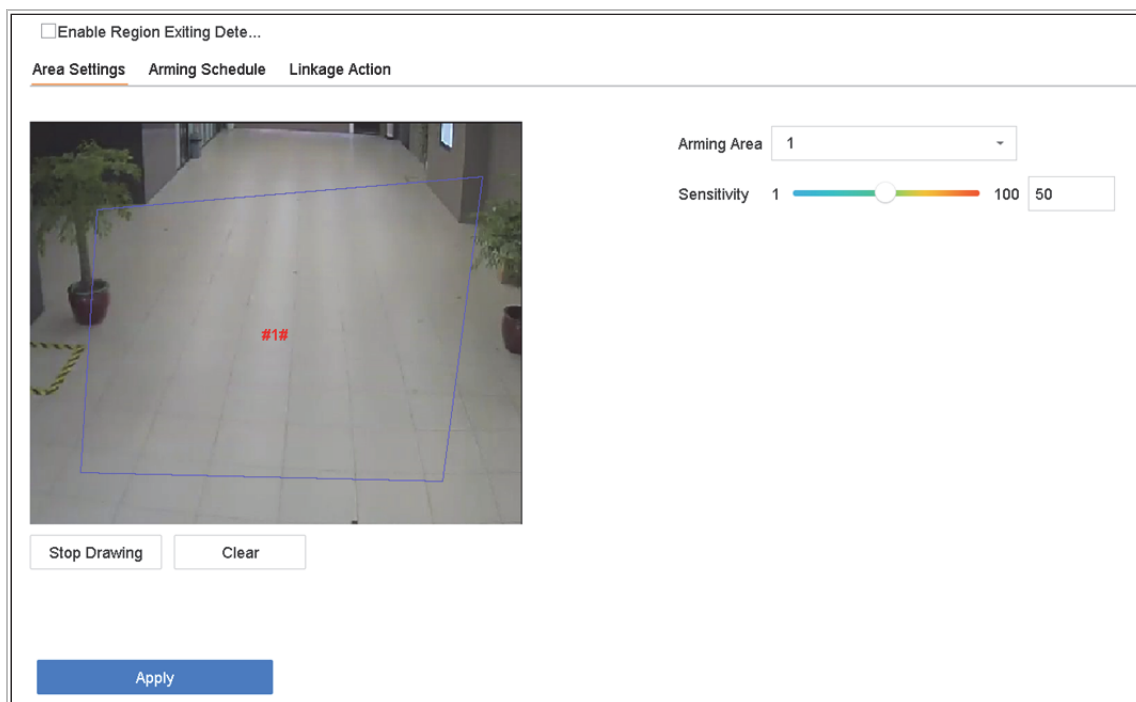 Enable Region Exiting Dete...
Area Settings Arming Schedule Linkage Action
Arming Area 1
Sensitivity 1 100 50
#1#
Stop Drawing Clear
Apply